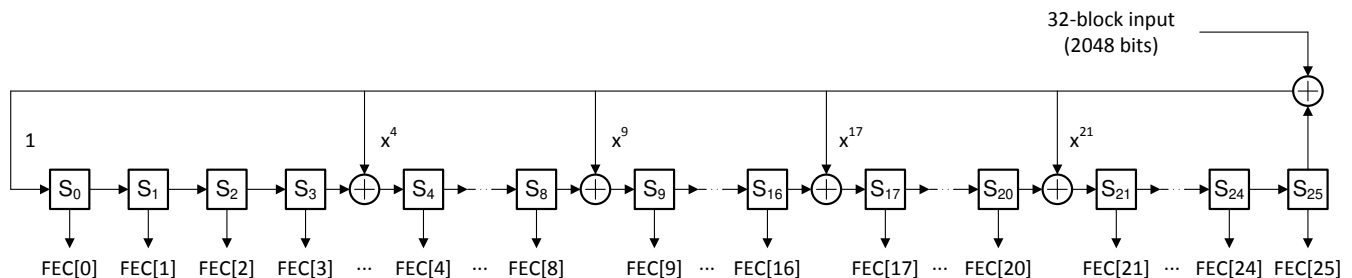 32-block input
(2048 bits)
1 x⁴ x⁹ x¹⁷ x²¹
S₀ S₁ S₂ S₃ S₄ S₈ S₉ S₁₆ S₁₇ S₂₀ S₂₁ S₂₄ S₂₅
FEC[0] FEC[1] FEC[2] FEC[3] ... FEC[4] ... FEC[8] FEC[9] ... FEC[16] FEC[17] ... FEC[20] FEC[21] ... FEC[24] FEC[25]